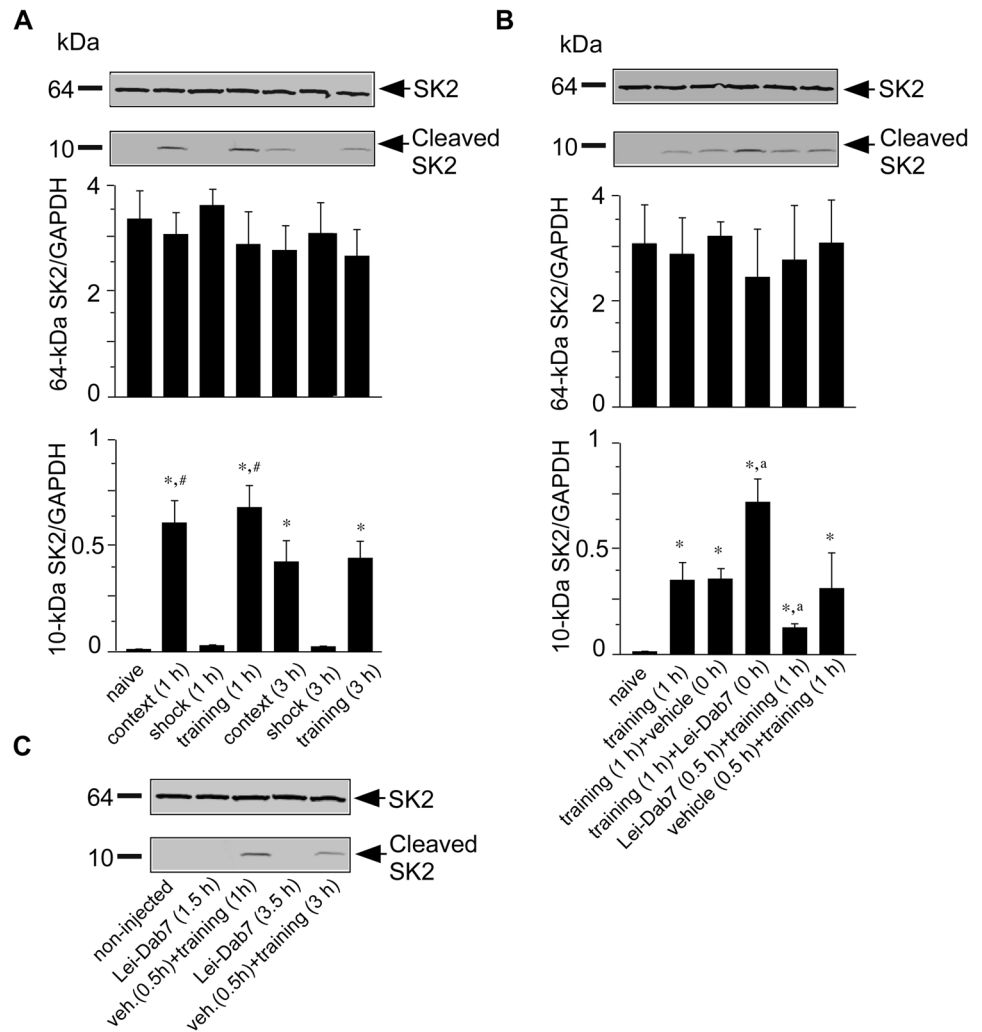 A
kDa
64
SK2
10
Cleaved
SK2
64-kDa SK2/GAPDH
4
2
0
10-kDa SK2/GAPDH
1
0.5
0
*,#
*,#
*
*
naive
context (1 h)
shock (1 h)
training (1 h)
context (3 h)
shock (3 h)
training (3 h)
B
kDa
64
SK2
10
Cleaved
SK2
64-kDa SK2/GAPDH
4
2
0
10-kDa SK2/GAPDH
1
0.5
0
*
*
*,a
*,a
*
naive
training (1 h)
training (1 h)+vehicle (0 h)
training (1 h)+Lei-Dab7 (0 h)
Lei-Dab7 (0.5 h)+training (1 h)
vehicle (0.5 h)+training (1 h)
C
64
SK2
10
Cleaved
SK2
non-injected
Lei-Dab7 (1.5 h)
veh.(0.5h)+training (1h)
Lei-Dab7 (3.5 h)
veh.(0.5h)+training (3 h)